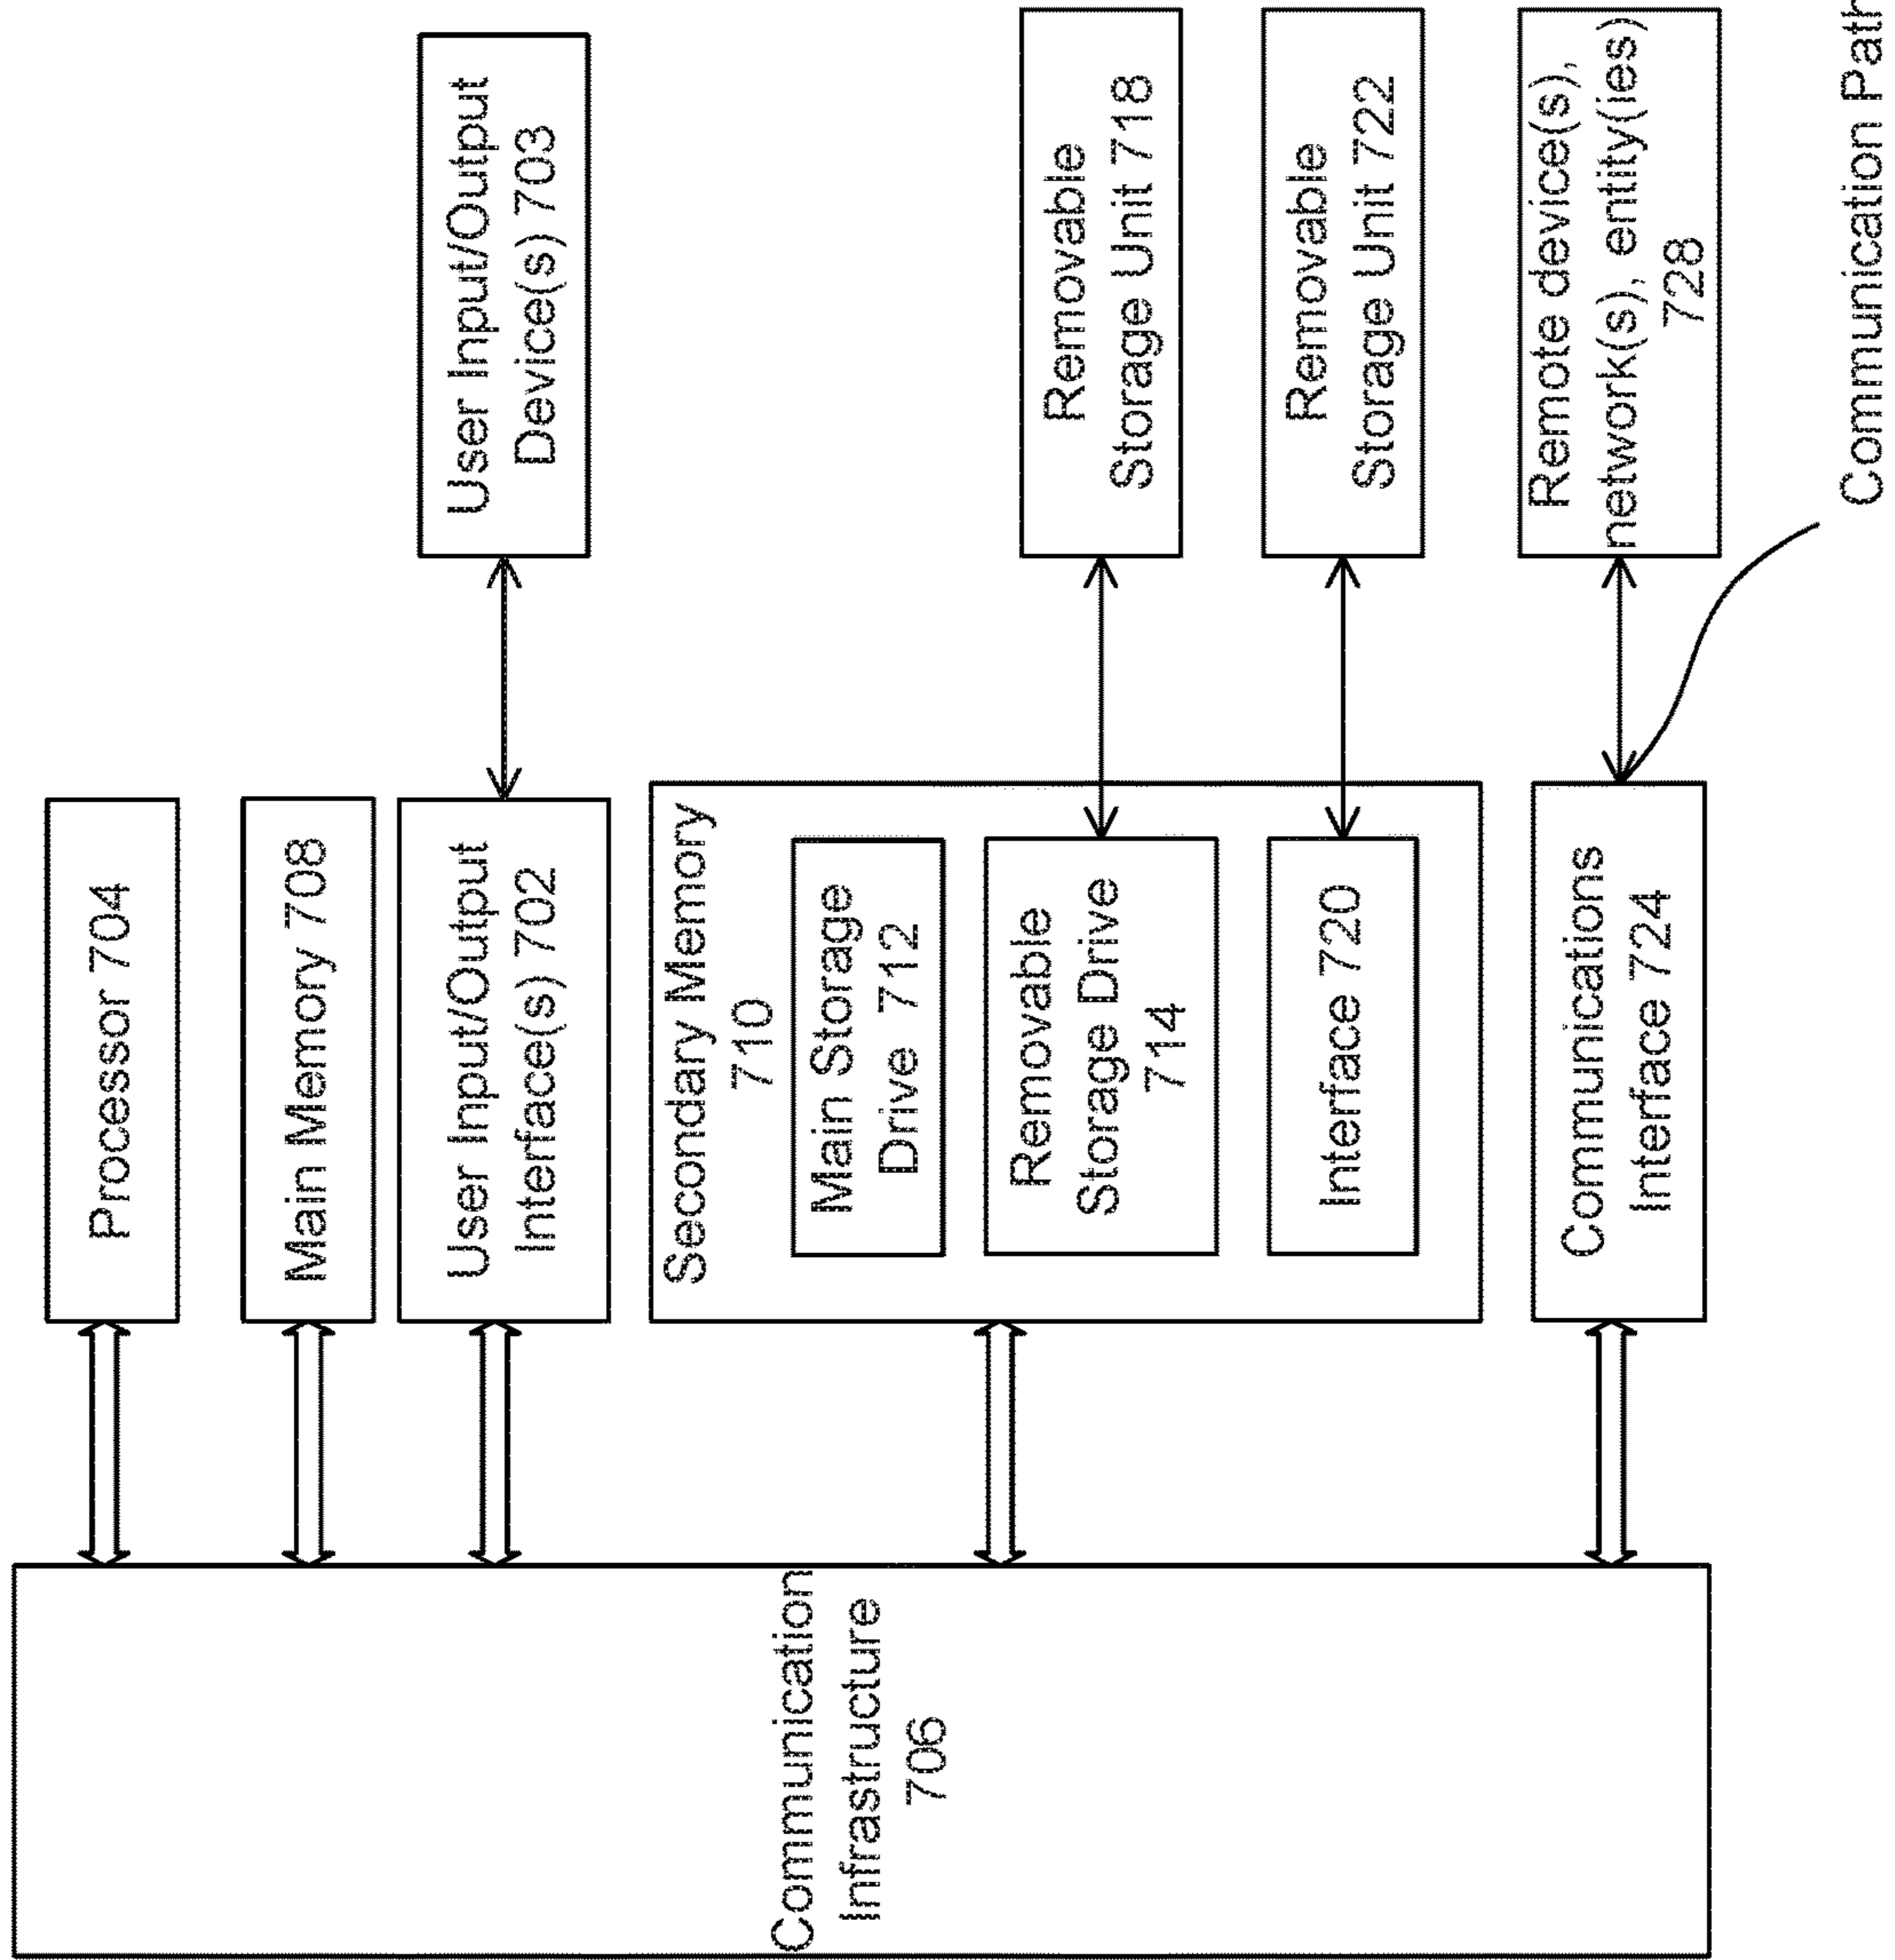 Processor 704
Main Memory 708
User Input/Output
Interface(s) 702
User Input/Output
Device(s) 703
Secondary Memory
710
Main Storage
Drive 712
Removable
Storage Drive
714
Interface 720
Removable
Storage Unit 718
Removable
Storage Unit 722
Communications
Interface 724
Remote device(s),
network(s), entity(ies)
728
Communication
Infrastructure
706
Communication Path